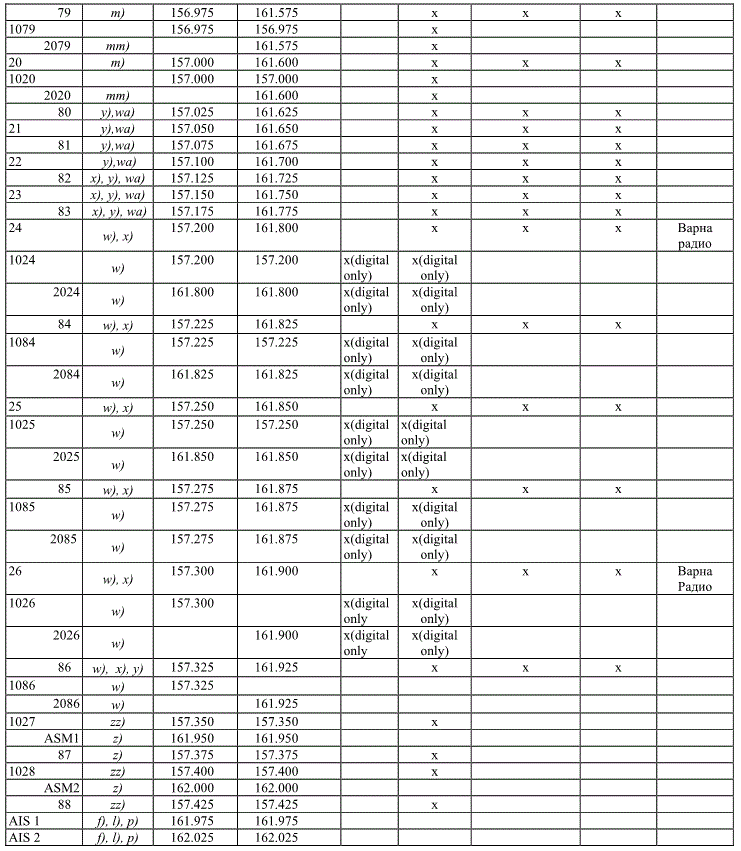 79 m) 156.975 161.575 x x x
1079 156.975 156.975 x
2079 mm) 161.575 x
20 m) 157.000 161.600 x x x
1020 157.000 157.000 x
2020 mm) 161.600 x
80 y),wa) 157.025 161.625 x x x
21 y),wa) 157.050 161.650 x x x
81 y),wa) 157.075 161.675 x x x
22 y),wa) 157.100 161.700 x x x
82 x), y), wa) 157.125 161.725 x x x
23 x), y), wa) 157.150 161.750 x x x
83 x), y), wa) 157.175 161.775 x x x
24 w), x) 157.200 161.800 x x x Варна
радио
1024 w) 157.200 157.200 x(digital x(digital
only) only)
2024 w) 161.800 161.800 x(digital x(digital
only) only)
84 w), x) 157.225 161.825 x x x
1084 w) 157.225 157.225 x(digital x(digital
only) only)
2084 w) 161.825 161.825 x(digital x(digital
only) only)
25 w), x) 157.250 161.850 x x x
1025 w) 157.250 157.250 x(digital x(digital
only) only)
2025 w) 161.850 161.850 x(digital x(digital
only) only)
85 w), x) 157.275 161.875 x x x
1085 w) 157.275 161.875 x(digital x(digital
only) only)
2085 w) 157.275 161.875 x(digital x(digital
only) only)
26 w), x) 157.300 161.900 x x x Варна
Радио
1026 w) 157.300 x(digital x(digital
only only)
2026 w) 161.900 x(digital x(digital
only only)
86 w), x), y) 157.325 161.925 x x x
1086 w) 157.325
2086 w) 161.925
1027 zz) 157.350 157.350 x
ASM1 z) 161.950 161.950
87 z) 157.375 157.375 x
1028 zz) 157.400 157.400 x
ASM2 z) 162.000 162.000
88 zz) 157.425 157.425 x
AIS 1 f), l), p) 161.975 161.975
AIS 2 f), l), p) 162.025 162.025